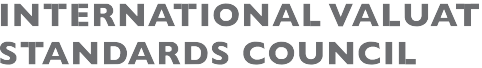 INTERNATIONAL VALUAT
STANDARDS COUNCIL